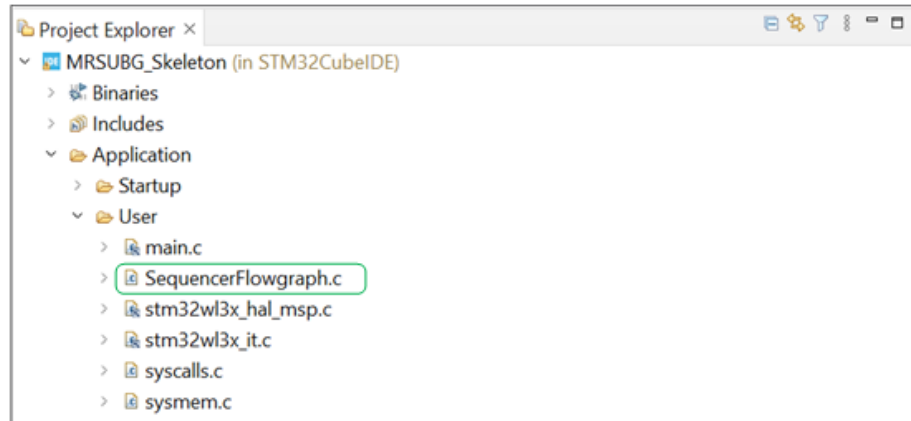 Project Explorer
MRSUBG_Skeleton (in STM32CubeIDE)
Binaries
Includes
Application
Startup
User
main.c
SequencerFlowgraph.c
stm32wl3x_hal_msp.c
stm32wl3x_it.c
syscalls.c
sysmem.c